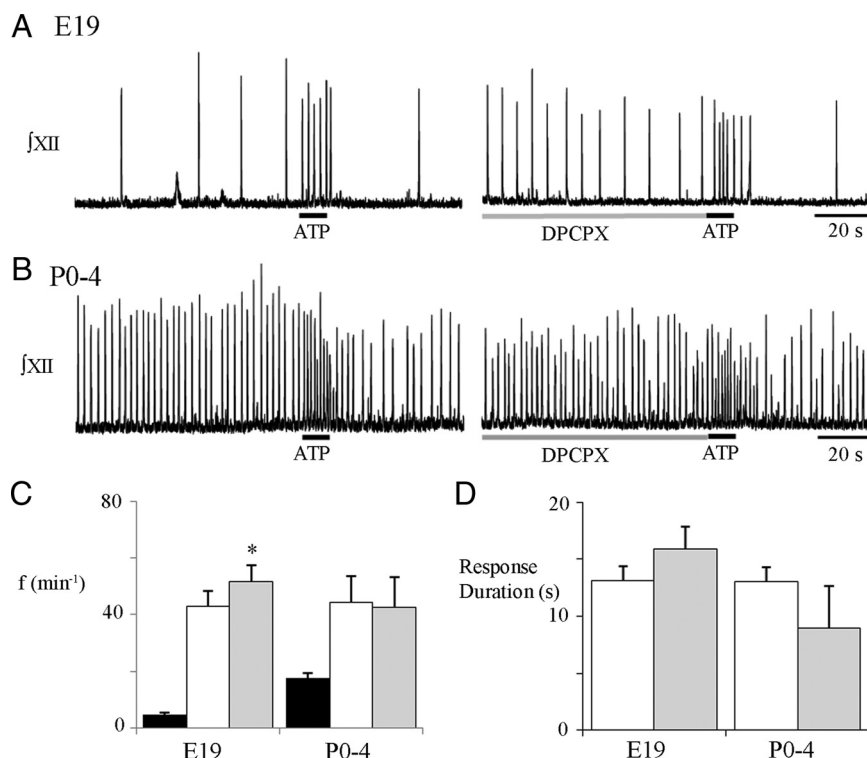 A E19
∫XII
ATP
DPCPX ATP 20 s
B P0-4
∫XII
ATP
DPCPX ATP 20 s
C
80
*
f (min⁻¹)
40
0
E19 P0-4
D
20
Response
Duration (s)
10
0
E19 P0-4